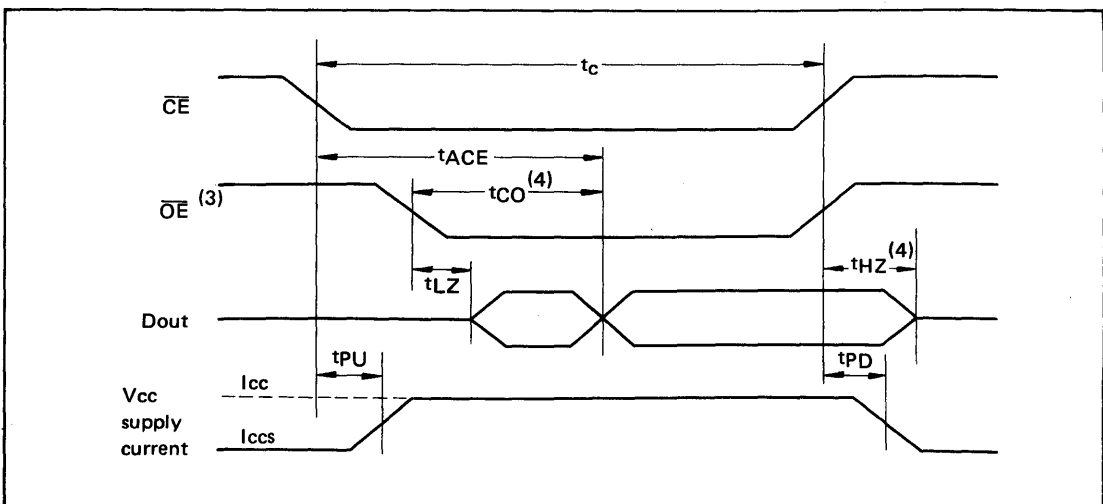 tc
CE
tACE
tCO(4)
OE (3)
tHZ(4)
tLZ
Dout
tPU
tPD
Icc
Vcc
supply
current
Iccs